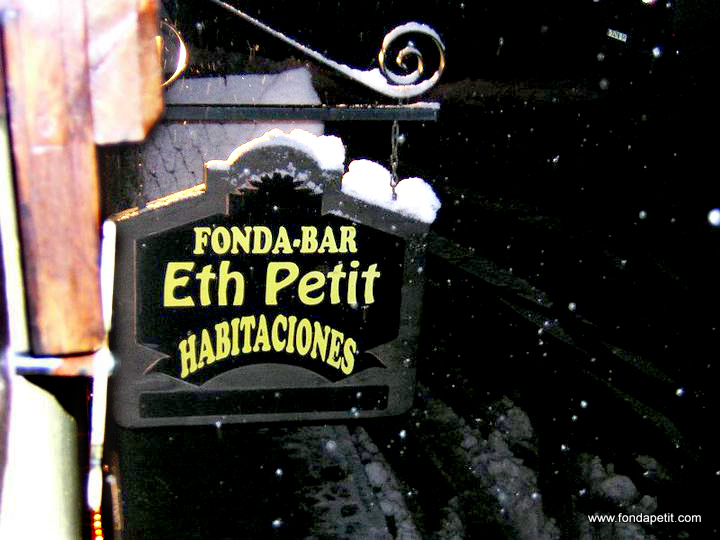 FONDA-BAR
Eth Petit
HABITACIONES
www.fondapetit.com